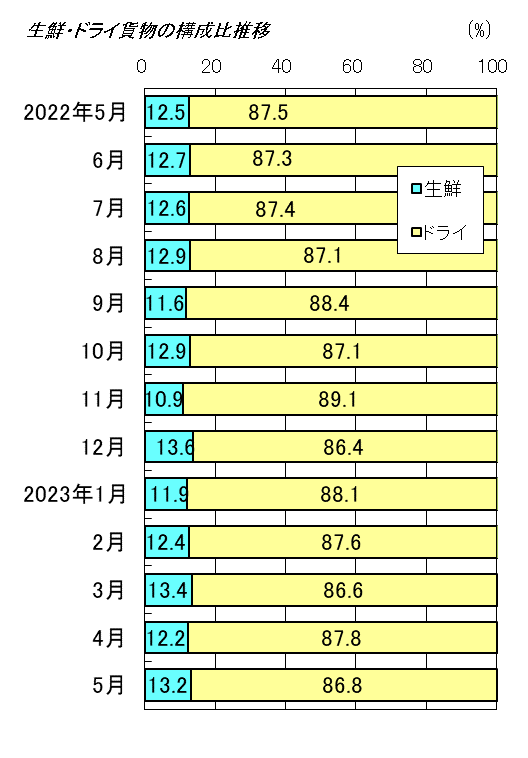 生鮮・ドライ貨物の構成比推移 (%)
0 20 40 60 80 100
2022年5月 12.5 87.5
6月 12.7 87.3
7月 12.6 87.4
生鮮
ドライ
8月 12.9 87.1
9月 11.6 88.4
10月 12.9 87.1
11月 10.9 89.1
12月 13.6 86.4
2023年1月 11.9 88.1
2月 12.4 87.6
3月 13.4 86.6
4月 12.2 87.8
5月 13.2 86.8